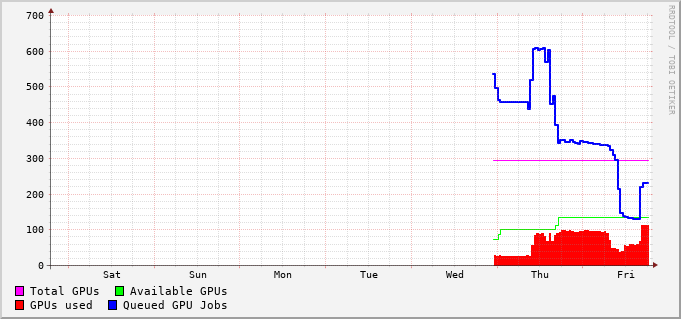 700
600
500
400
300
200
100
0
Sat Sun Mon Tue Wed Thu Fri
Total GPUs Available GPUs
GPUs used Queued GPU Jobs
RRDTOOL / TOBI OETIKER